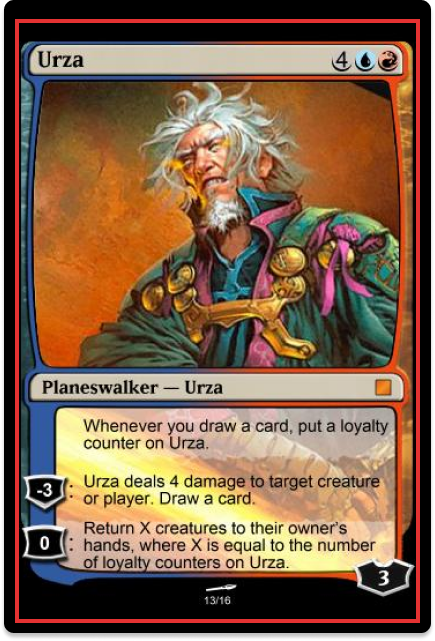 Urza 4
Planeswalker — Urza
Whenever you draw a card, put a loyalty
counter on Urza.
-3 : Urza deals 4 damage to target creature
or player. Draw a card.
0 : Return X creatures to their owner's
hands, where X is equal to the number
of loyalty counters on Urza.
3
13/16